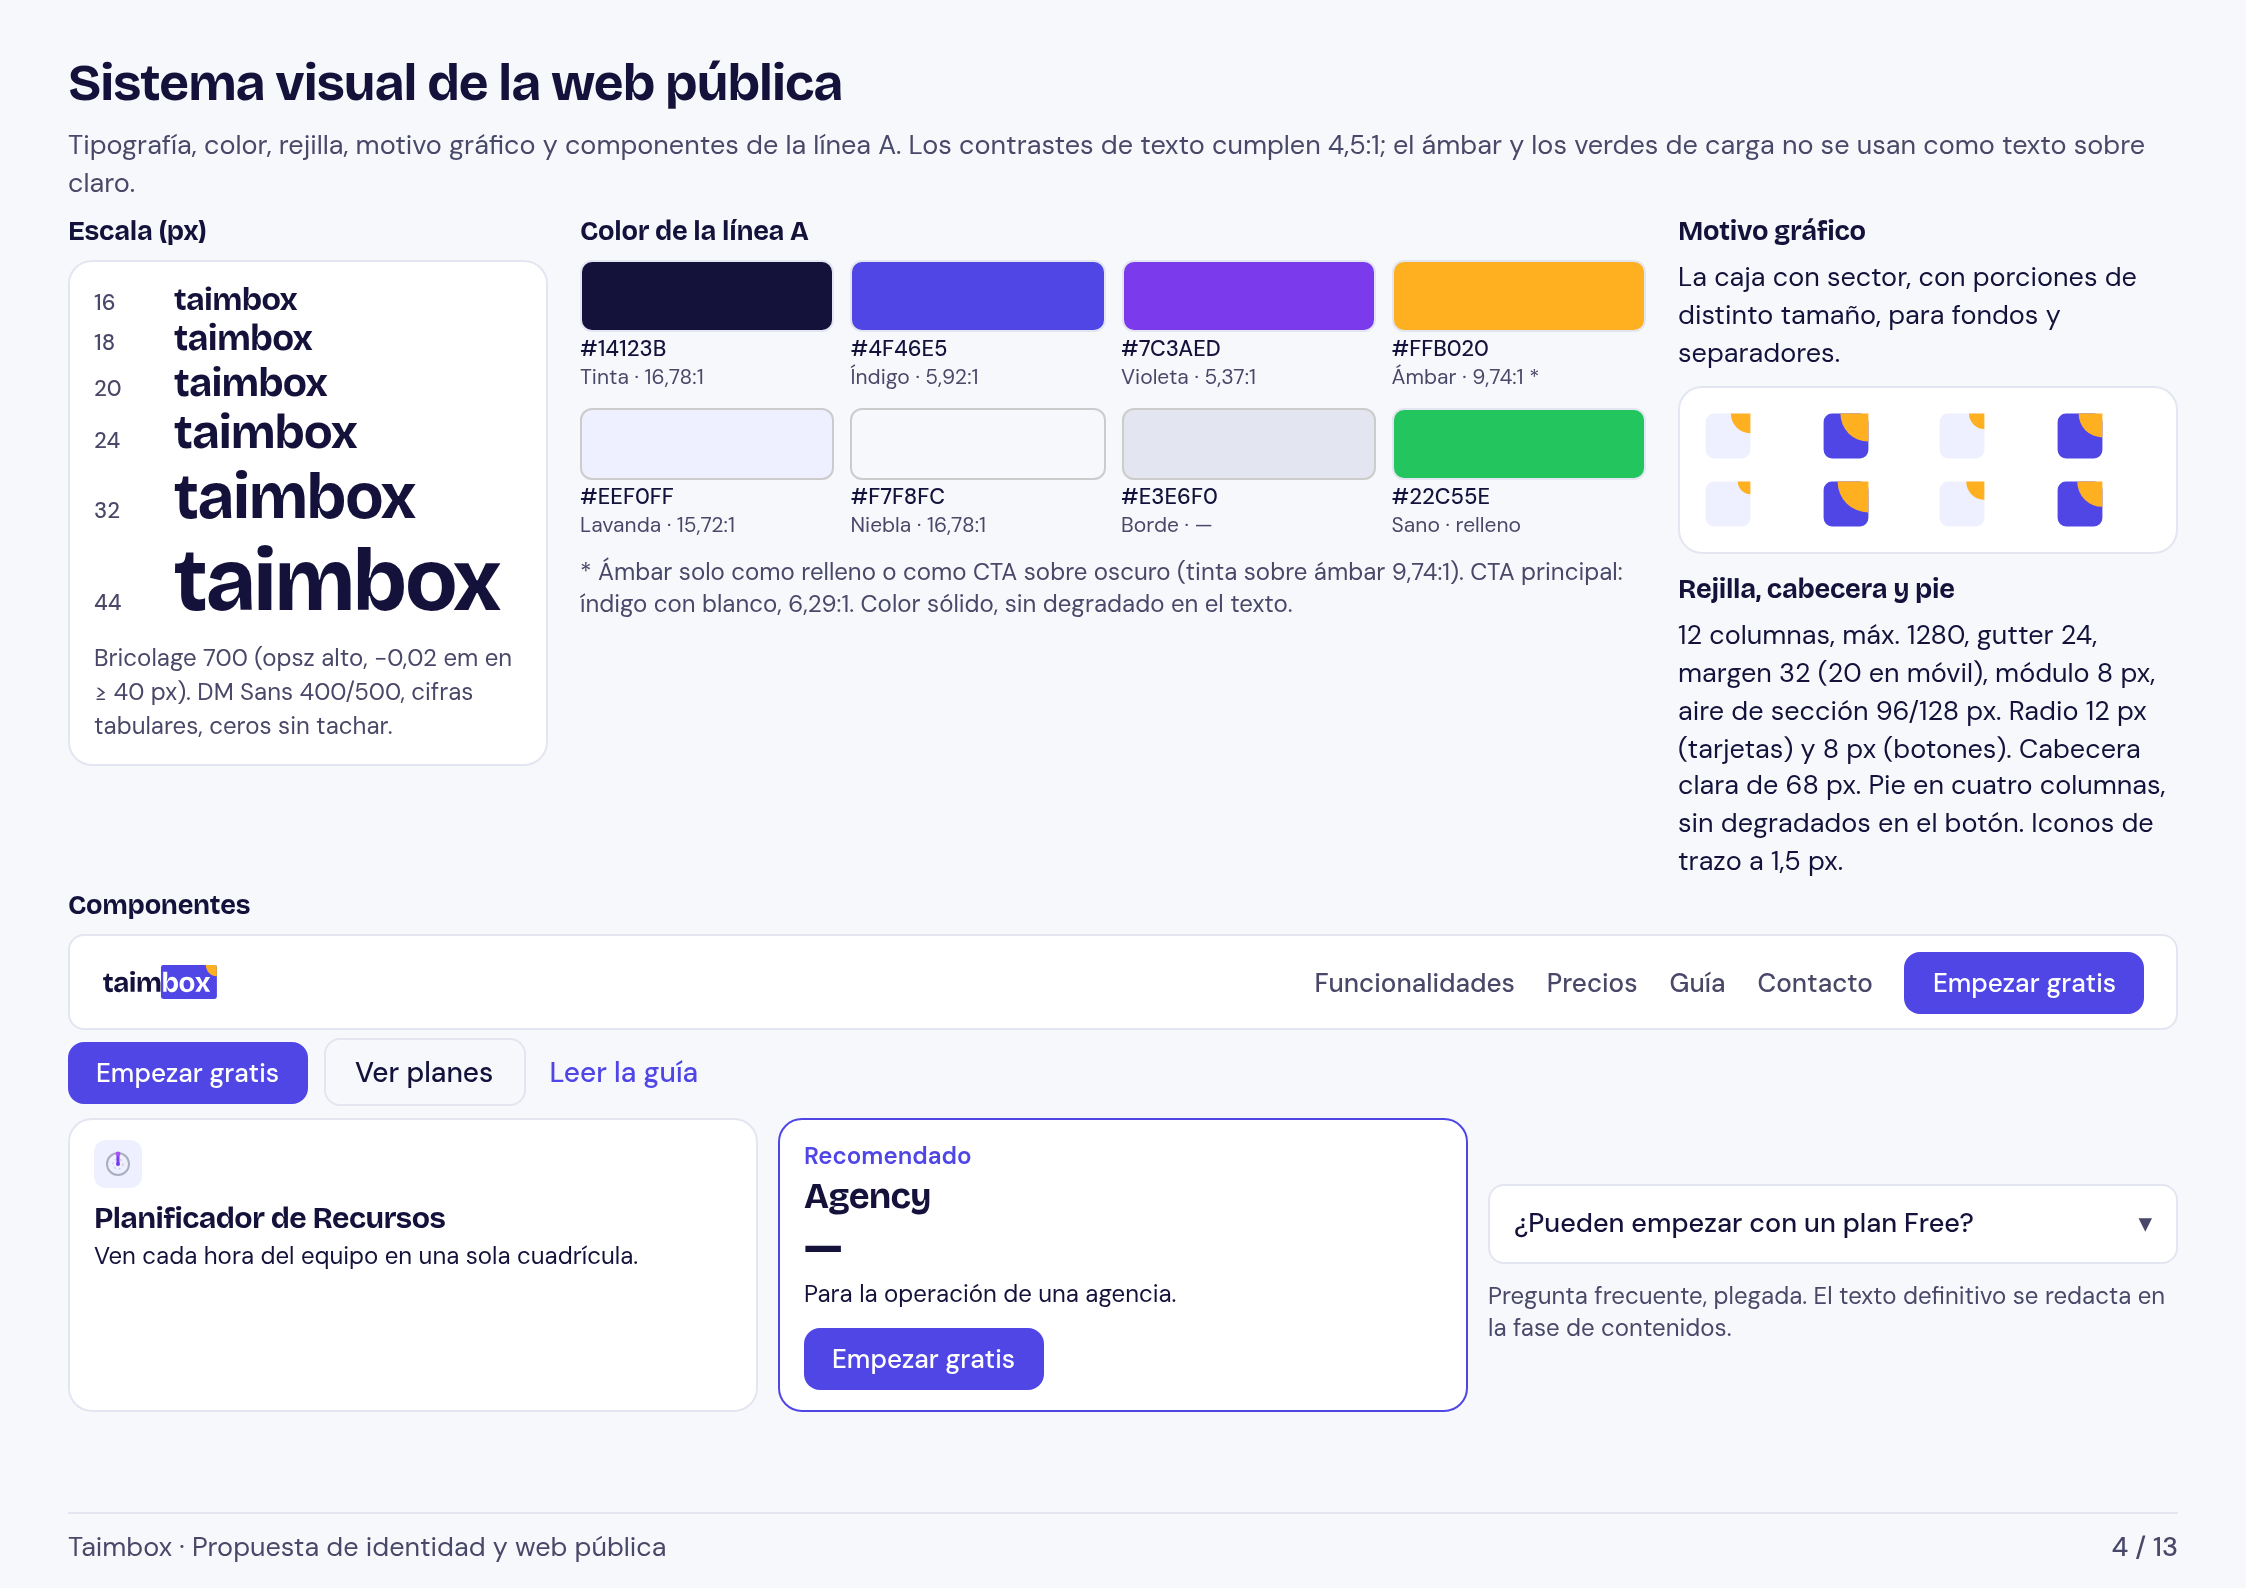 Sistema visual de la web pública
Tipografía, color, rejilla, motivo gráfico y componentes de la línea A. Los contrastes de texto cumplen 4,5:1; el ámbar y los verdes de carga no se usan como texto sobre
claro.
Escala (px)
16 taimbox
18 taimbox
20 taimbox
24 taimbox
32 taimbox
44 taimbox
Bricolage 700 (opsz alto, -0,02 em en
≥ 40 px). DM Sans 400/500, cifras
tabulares, ceros sin tachar.
Color de la línea A
#14123B
Tinta · 16,78:1
#4F46E5
Índigo · 5,92:1
#7C3AED
Violeta · 5,37:1
#FFB020
Ámbar · 9,74:1 *
#EEF0FF
Lavanda · 15,72:1
#F7F8FC
Niebla · 16,78:1
#E3E6F0
Borde · —
#22C55E
Sano · relleno
* Ámbar solo como relleno o como CTA sobre oscuro (tinta sobre ámbar 9,74:1). CTA principal:
índigo con blanco, 6,29:1. Color sólido, sin degradado en el texto.
Motivo gráfico
La caja con sector, con porciones de
distinto tamaño, para fondos y
separadores.
Rejilla, cabecera y pie
12 columnas, máx. 1280, gutter 24,
margen 32 (20 en móvil), módulo 8 px,
aire de sección 96/128 px. Radio 12 px
(tarjetas) y 8 px (botones). Cabecera
clara de 68 px. Pie en cuatro columnas,
sin degradados en el botón. Iconos de
trazo a 1,5 px.
Componentes
taimbox
Funcionalidades Precios Guía Contacto Empezar gratis
Empezar gratis Ver planes Leer la guía
Planificador de Recursos
Ven cada hora del equipo en una sola cuadrícula.
Recomendado
Agency
—
Para la operación de una agencia.
Empezar gratis
¿Pueden empezar con un plan Free? ▾
Pregunta frecuente, plegada. El texto definitivo se redacta en
la fase de contenidos.
Taimbox · Propuesta de identidad y web pública
4 / 13